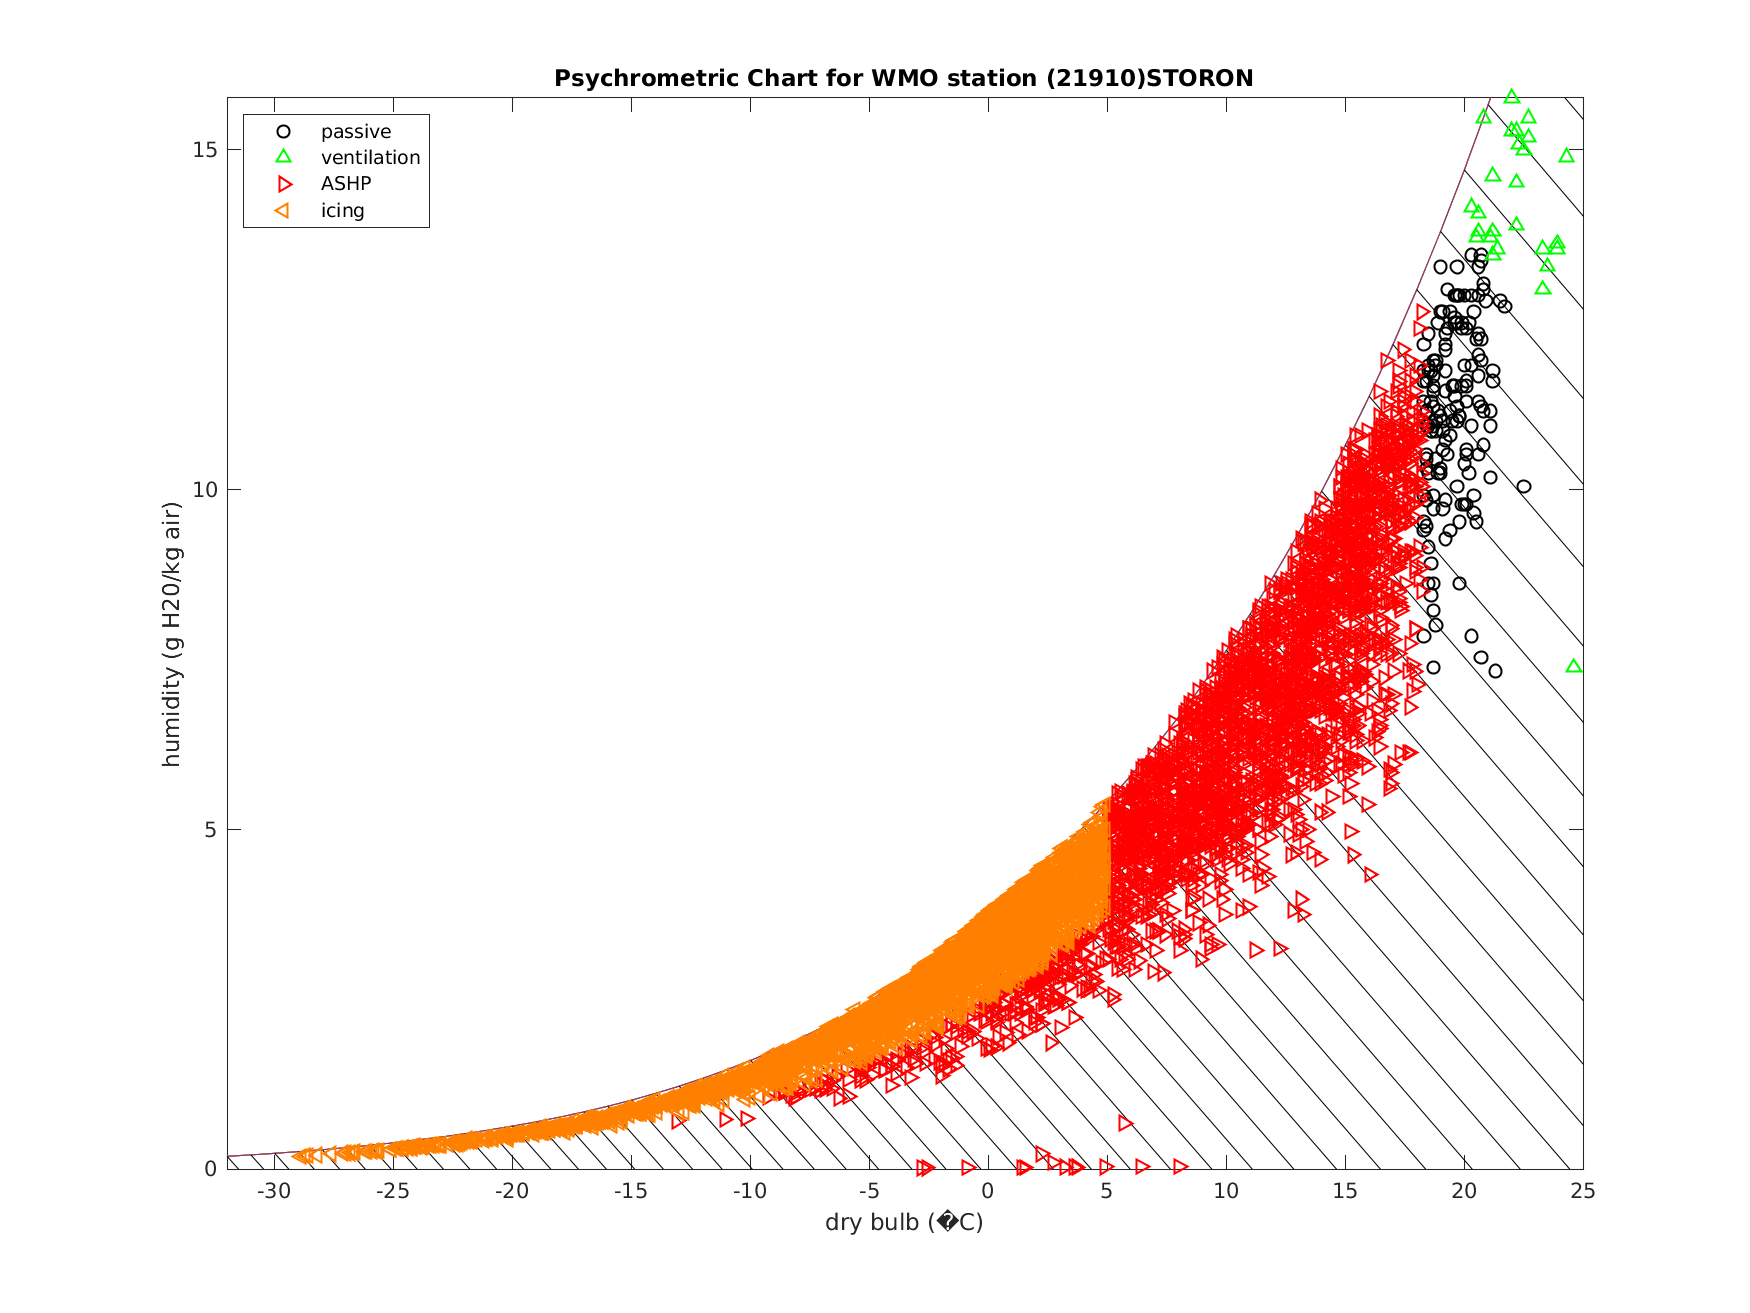 Psychrometric Chart for WMO station (21910)STORON
passive
ventilation
ASHP
icing
humidity (g H20/kg air)
15
10
5
0
-30 -25 -20 -15 -10 -5 0 5 10 15 20 25
dry bulb (�C)